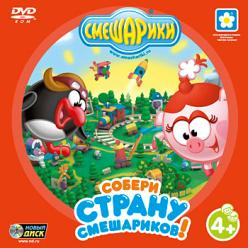 DVD
ROM
СМЕШАРИКИ
www.smeshariki.ru
СОБЕРИ
СТРАНУ
СМЕШАРИКОВ!
НОВЫЙ
ДИСК
www.nd.ru
4+